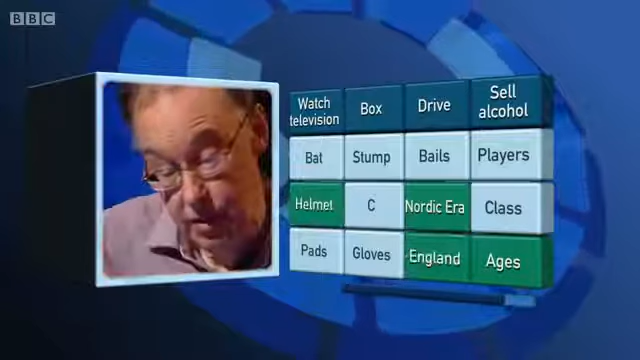 BBC
Watch
television
Box
Drive
Sell
alcohol
Bat
Stump
Bails
Players
Helmet
C
Nordic Era
Class
Pads
Gloves
England
Ages